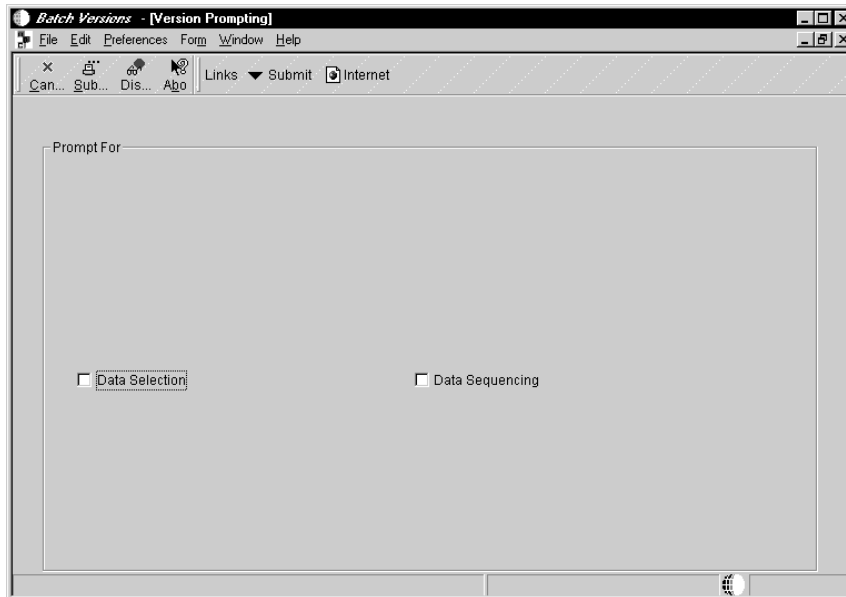 Batch Versions - [Version Prompting]
File Edit Preferences Form Window Help
Can... Sub... Dis... Abo Links Submit Internet
Prompt For
Data Selection Data Sequencing